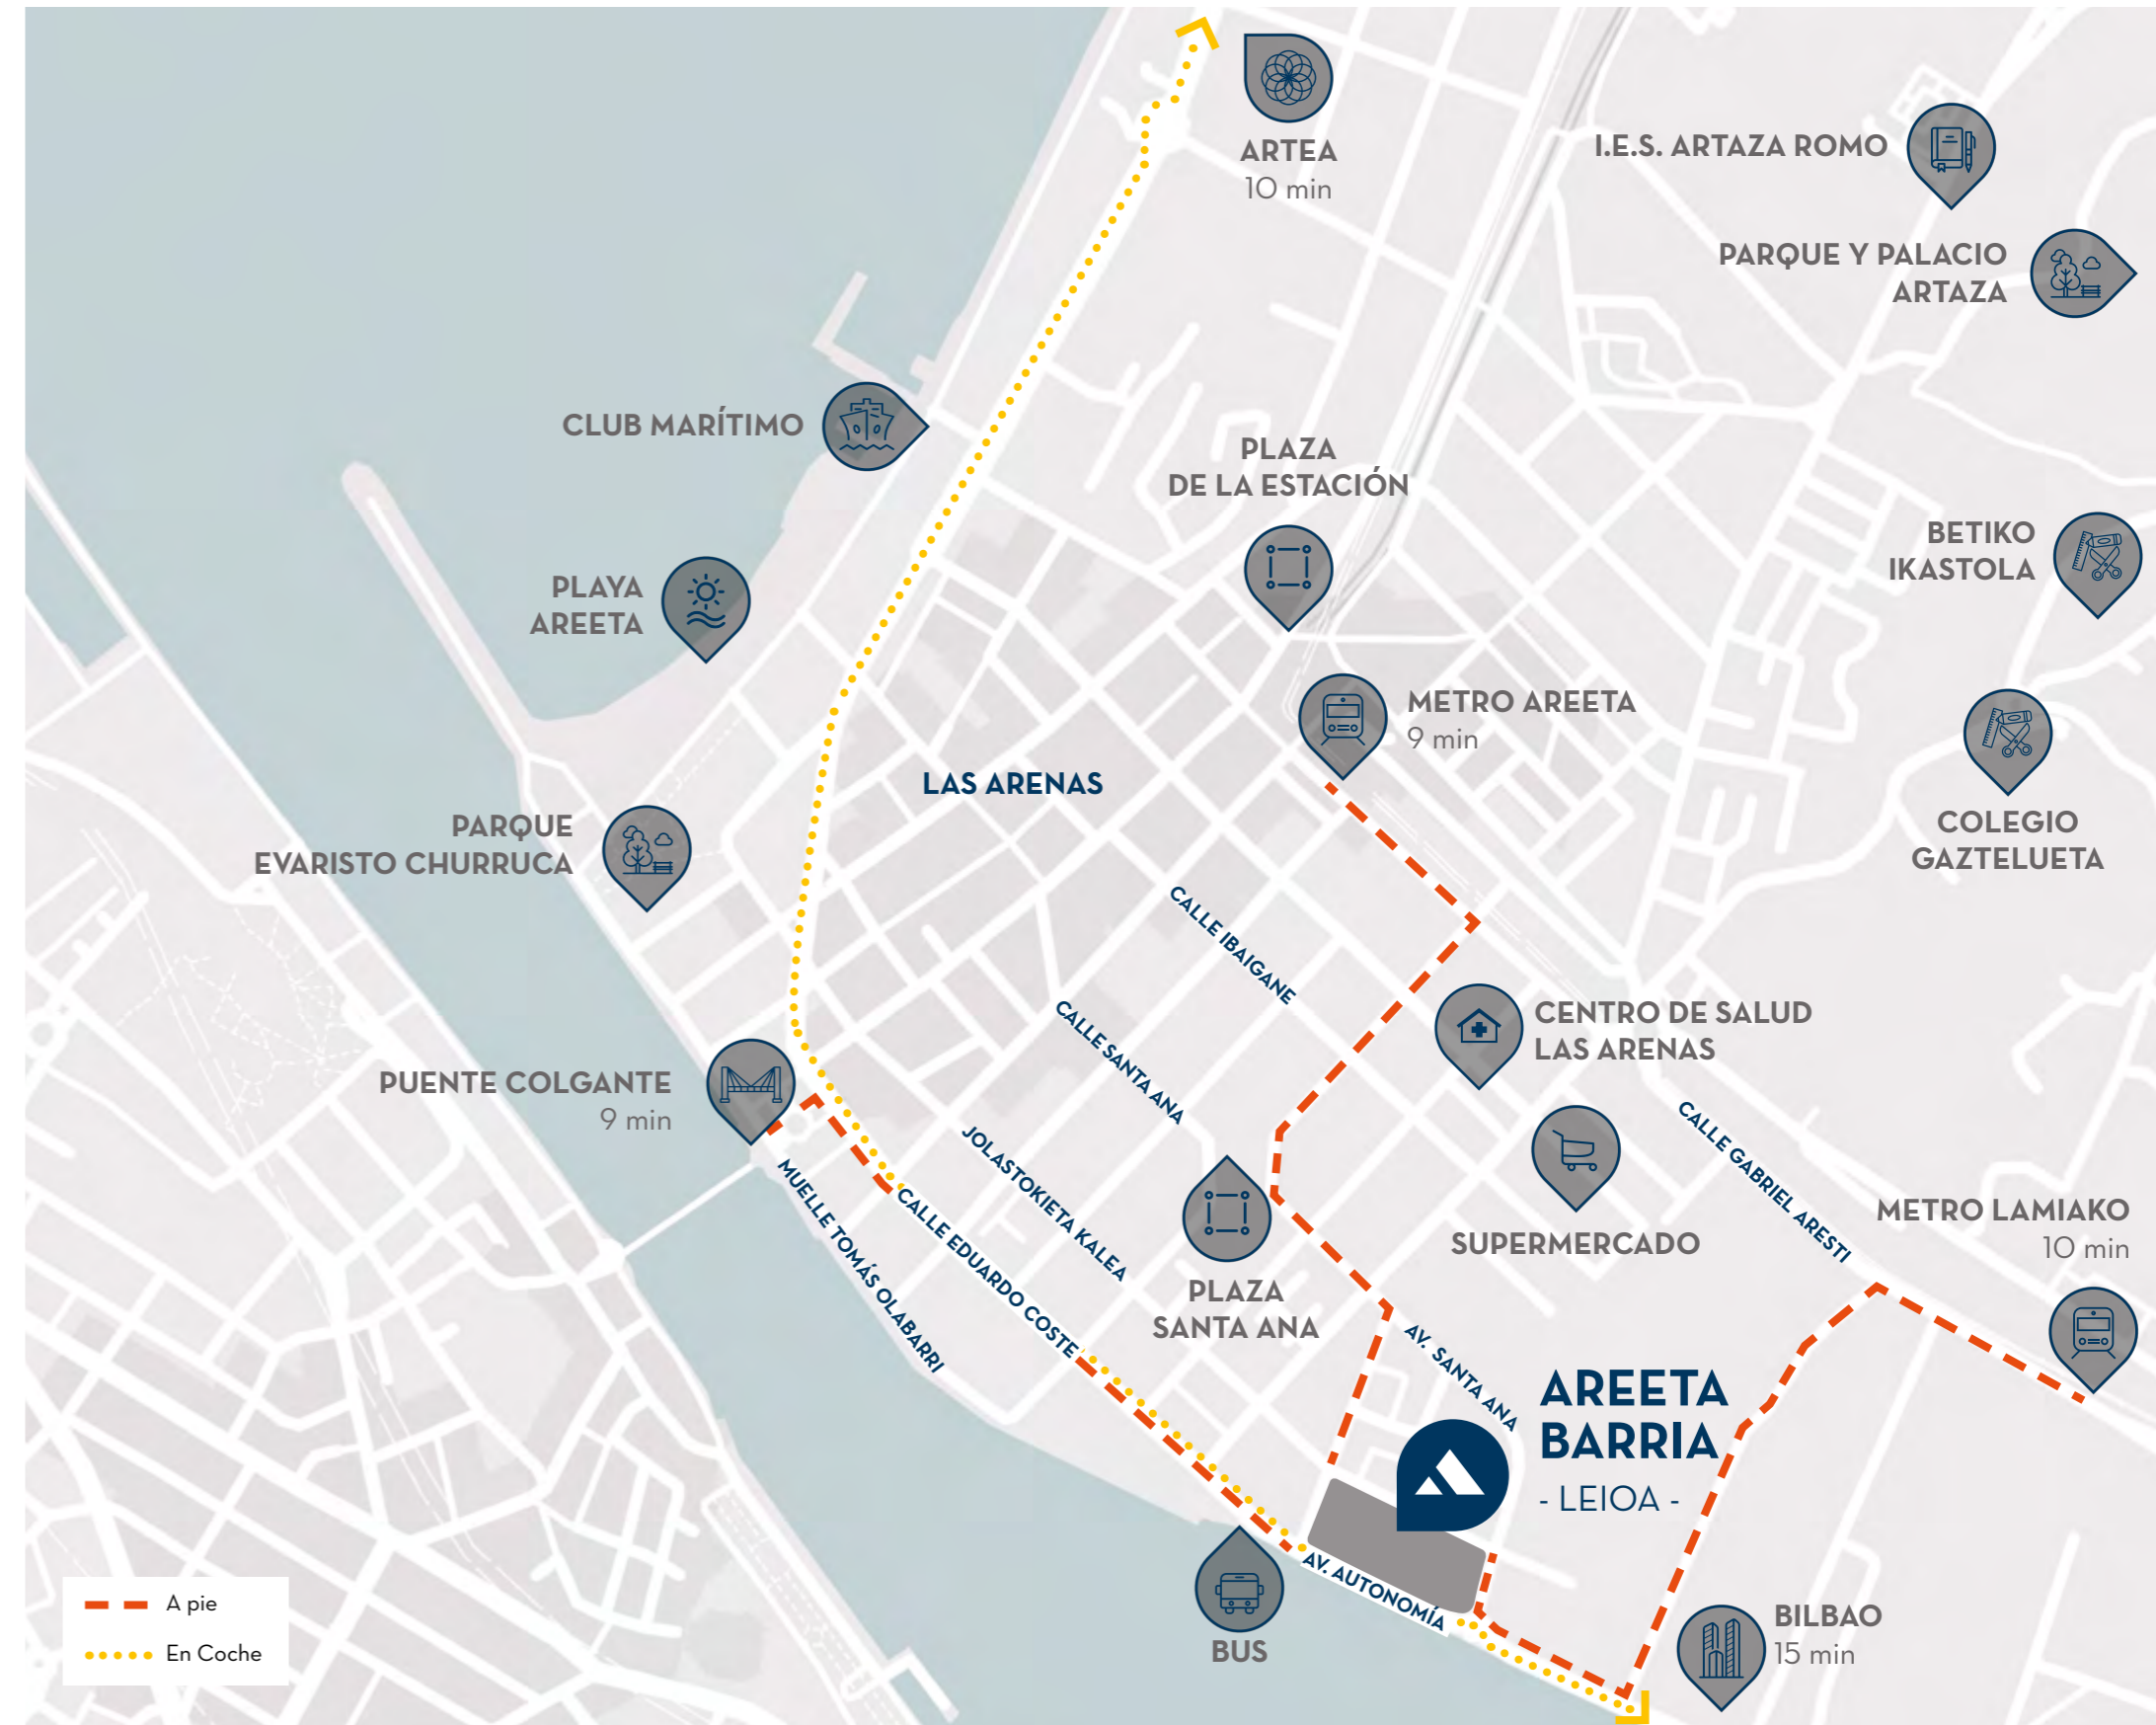 ARTEA
10 min
I.E.S. ARTAZA ROMO
PARQUE Y PALACIO
ARTAZA
CLUB MARÍTIMO
PLAZA
DE LA ESTACIÓN
BETIKO
IKASTOLA
PLAYA
AREETA
METRO AREETA
9 min
LAS ARENAS
PARQUE
EVARISTO CHURRUCA
COLEGIO
GAZTELUETA
CALLE IBAIGANE
CENTRO DE SALUD
LAS ARENAS
CALLE SANTA ANA
PUENTE COLGANTE
9 min
JOLASTOKIETA KALEA
CALLE GABRIEL ARESTI
MUELLE TOMÁS OLABARRI
CALLE EDUARDO COSTE
SUPERMERCADO
METRO LAMIAKO
10 min
PLAZA
SANTA ANA
AV. SANTA ANA
AREETA
BARRIA
- LEIOA -
AV. AUTONOMÍA
BUS
BILBAO
15 min
A pie
En Coche